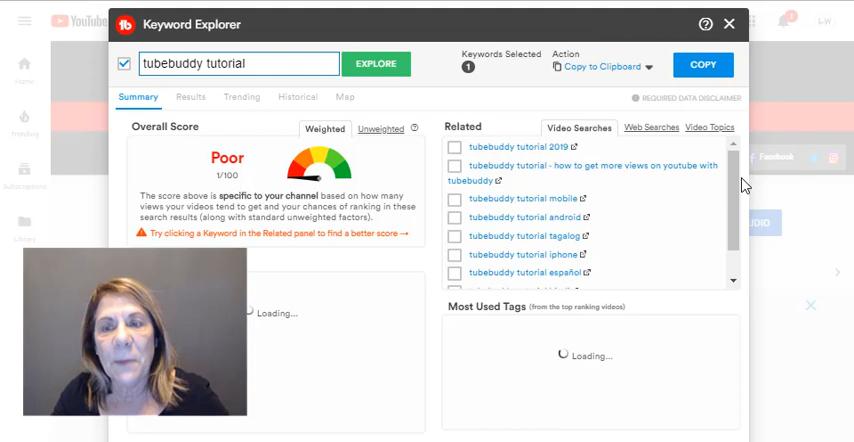 YouTube
tb Keyword Explorer
L-W
tubebuddy tutorial
EXPLORE
Keywords Selected
1
Action
Copy to Clipboard
COPY
Summary
Results
Trending
Historical
Map
REQUIRED DATA DISCLAIMER
Home
Trending
Subscriptions
Library
Overall Score
Weighted
Unweighted
Poor
1/100
The score above is specific to your channel based on how many
views your videos tend to get and your chances of ranking in these
search results (along with standard unweighted factors).
Try clicking a Keyword in the Related panel to find a better score →
Loading...
Related
Video Searches
Web Searches
Video Topics
tubebuddy tutorial 2019
tubebuddy tutorial - how to get more views on youtube with
tubebuddy
tubebuddy tutorial mobile
tubebuddy tutorial android
tubebuddy tutorial tagalog
tubebuddy tutorial iphone
tubebuddy tutorial español
Most Used Tags (from the top ranking videos)
Loading...
Facebook